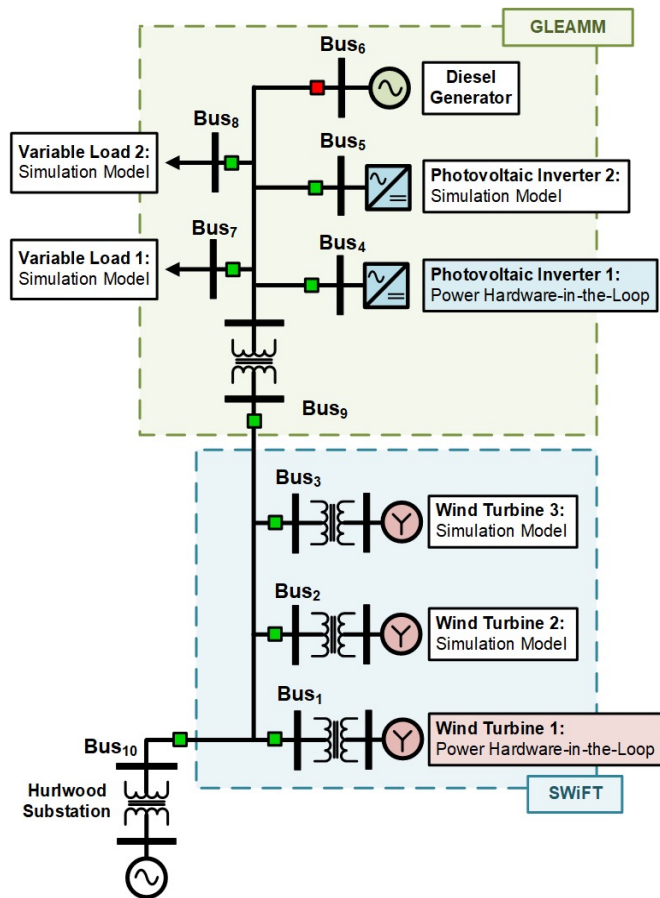 GLEAMM
Bus6
Diesel
Generator
Bus8
Variable Load 2:
Simulation Model
Bus5
Photovoltaic Inverter 2:
Simulation Model
Bus7
Variable Load 1:
Simulation Model
Bus4
Photovoltaic Inverter 1:
Power Hardware-in-the-Loop
Bus9
Bus3
Wind Turbine 3:
Simulation Model
Bus2
Wind Turbine 2:
Simulation Model
Bus1
Wind Turbine 1:
Power Hardware-in-the-Loop
Bus10
Hurlwood
Substation
SWiFT